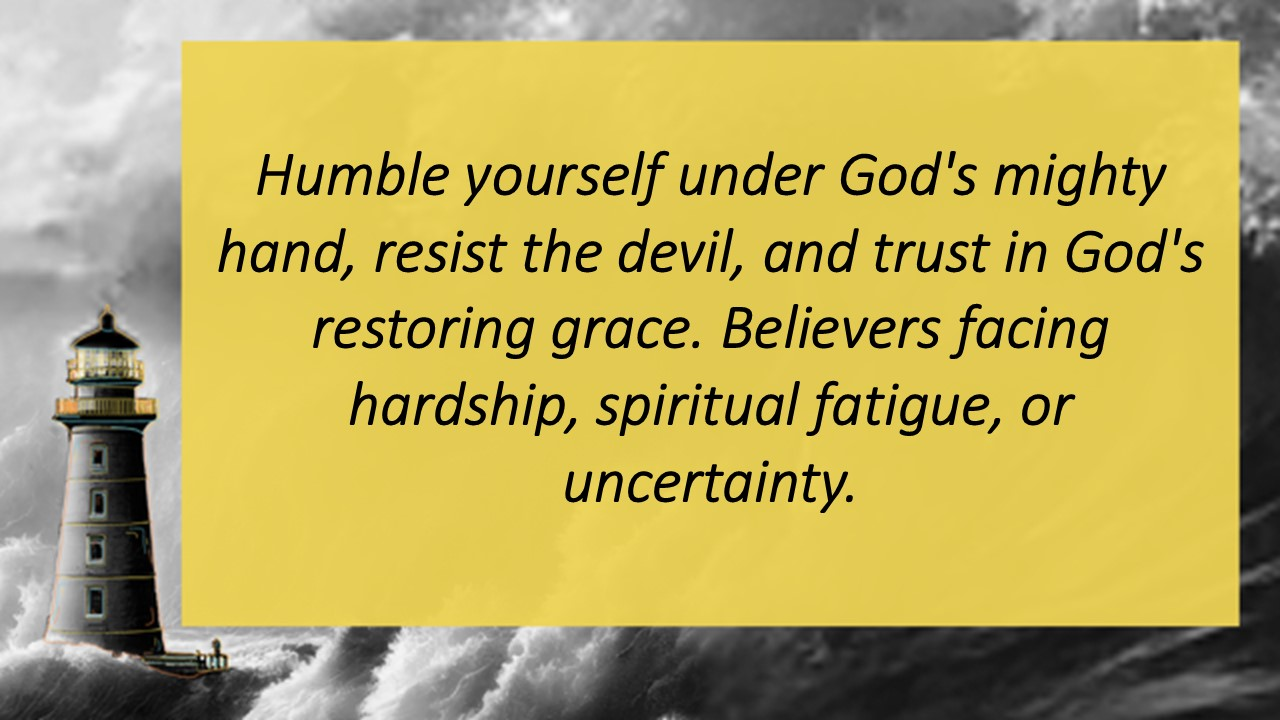 Humble yourself under God's mighty
hand, resist the devil, and trust in God's
restoring grace. Believers facing
hardship, spiritual fatigue, or
uncertainty.